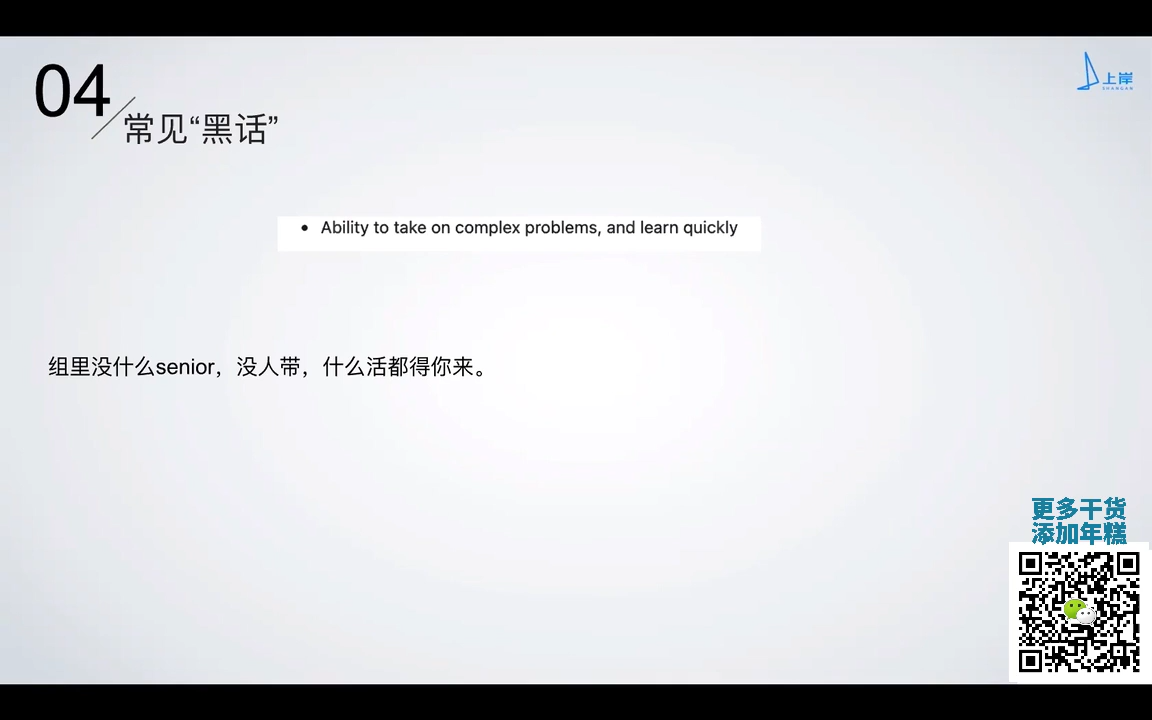 04
常见“黑话”
上岸
SHANGAN
• Ability to take on complex problems, and learn quickly
组里没什么senior，没人带，什么活都得你来。
更多干货
添加年糕